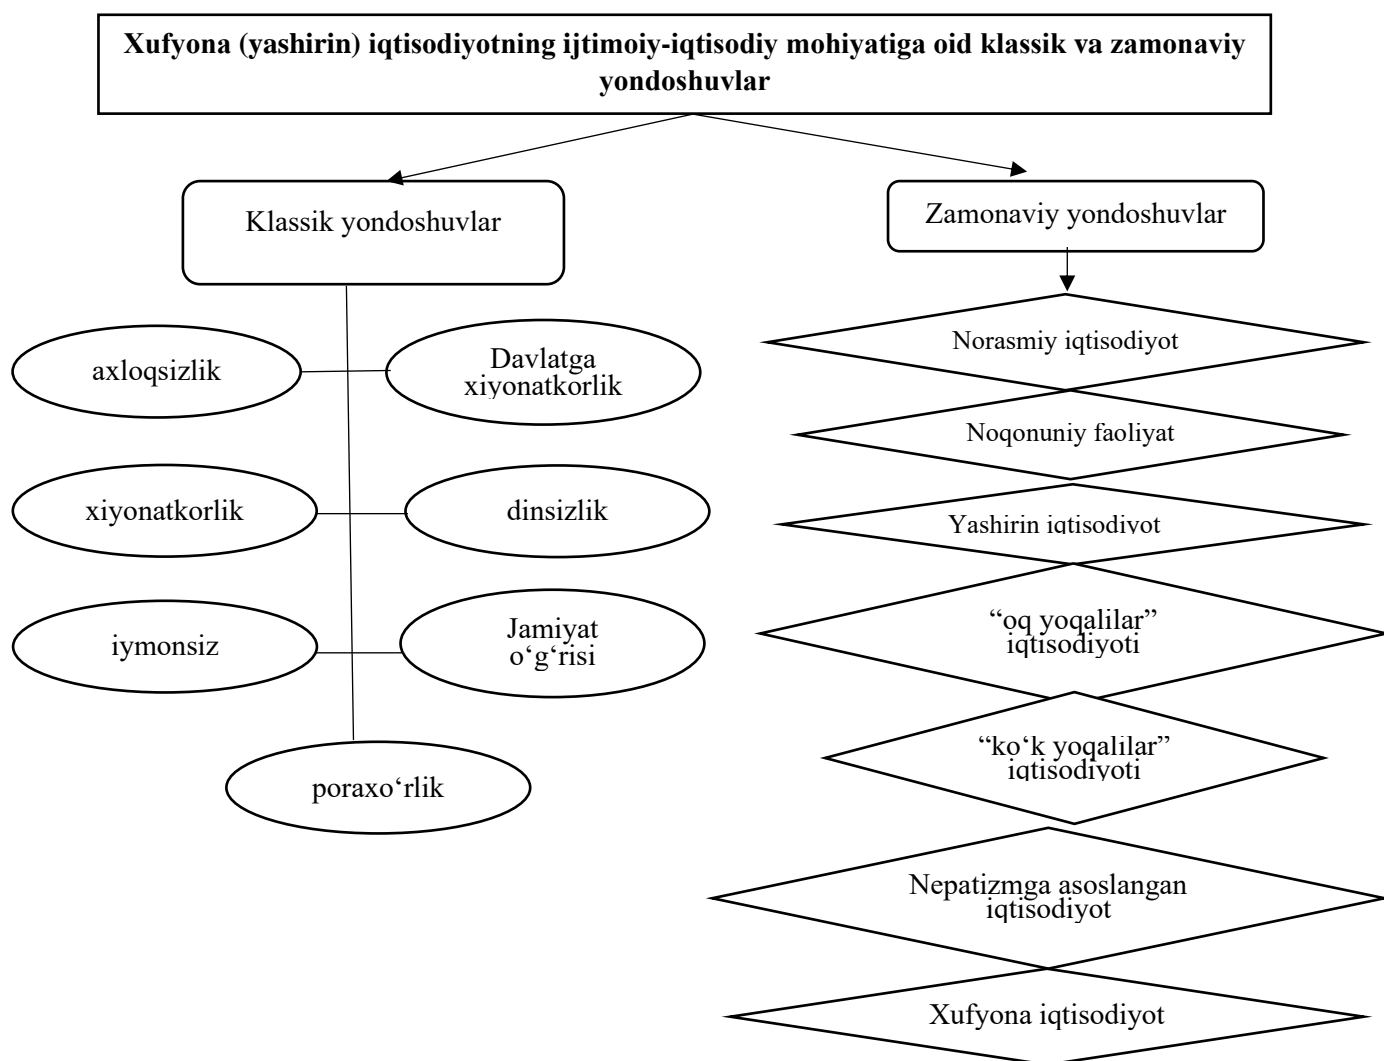 Xufyona (yashirin) iqtisodiyotning ijtimoiy-iqtisodiy mohiyatiga oid klassik va zamonaviy
yondoshuvlar
Klassik yondoshuvlar
Zamonaviy yondoshuvlar
axloqsizlik
Davlatga
xiyonatkorlik
xiyonatkorlik
dinsizlik
iymonsiz
Jamiyat
o‘g‘risi
poraxo‘rlik
Norasmiy iqtisodiyot
Noqonuniy faoliyat
Yashirin iqtisodiyot
“oq yoqalilar”
iqtisodiyoti
“ko‘k yoqalilar”
iqtisodiyoti
Nepatizmga asoslangan
iqtisodiyot
Xufyona iqtisodiyot